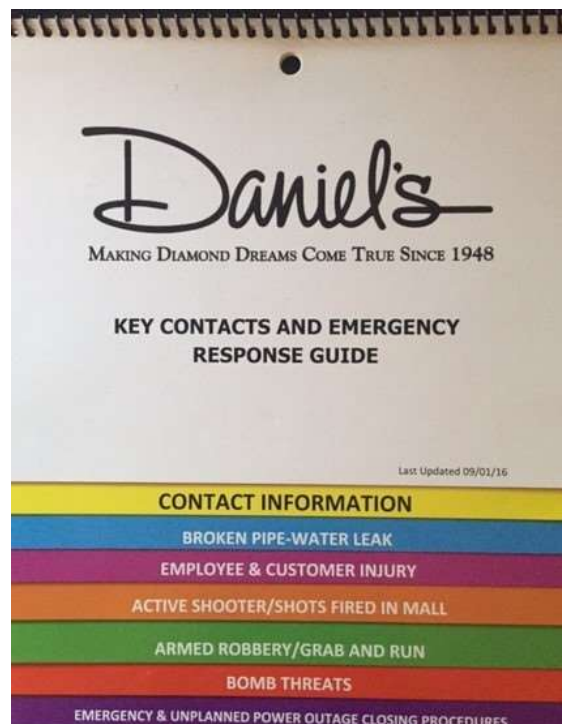 Daniel's
MAKING DIAMOND DREAMS COME TRUE SINCE 1948
KEY CONTACTS AND EMERGENCY
RESPONSE GUIDE
Last Updated 09/01/16
CONTACT INFORMATION
BROKEN PIPE-WATER LEAK
EMPLOYEE & CUSTOMER INJURY
ACTIVE SHOOTER/SHOTS FIRED IN MALL
ARMED ROBBERY/GRAB AND RUN
BOMB THREATS
EMERGENCY & UNPLANNED POWER OUTAGE CLOSING PROCEDURES